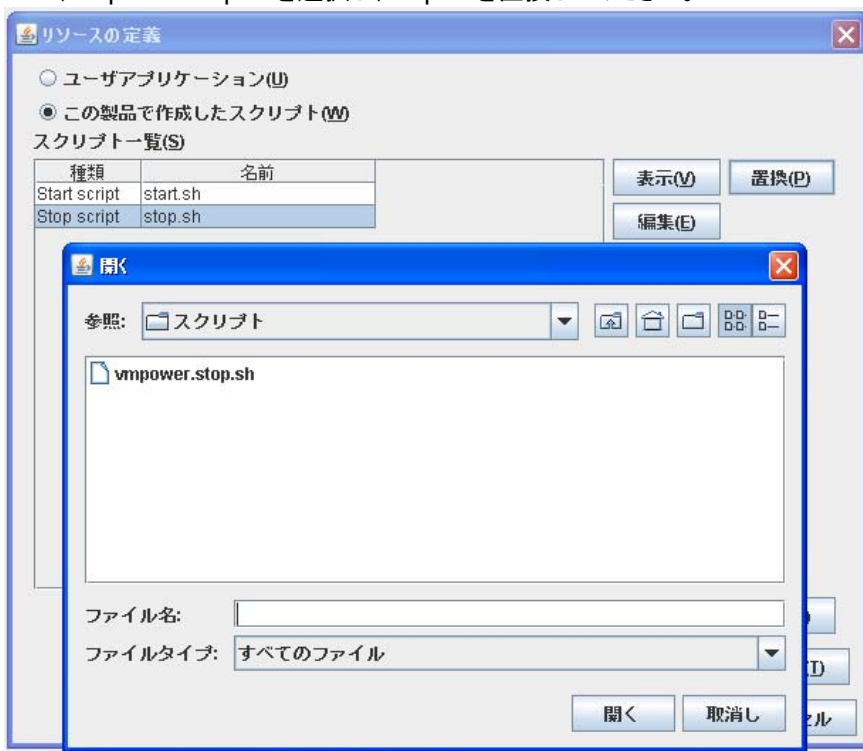 リソースの定義
ユーザアプリケーション(U)
この製品で作成したスクリプト(W)
スクリプト一覧(S)
種類 名前
Start script start.sh
Stop script stop.sh
表示(V) 置換(P)
編集(E)
開く
参照: スクリプト
vmpower.stop.sh
ファイル名:
ファイルタイプ: すべてのファイル
(T)
開く 取消し